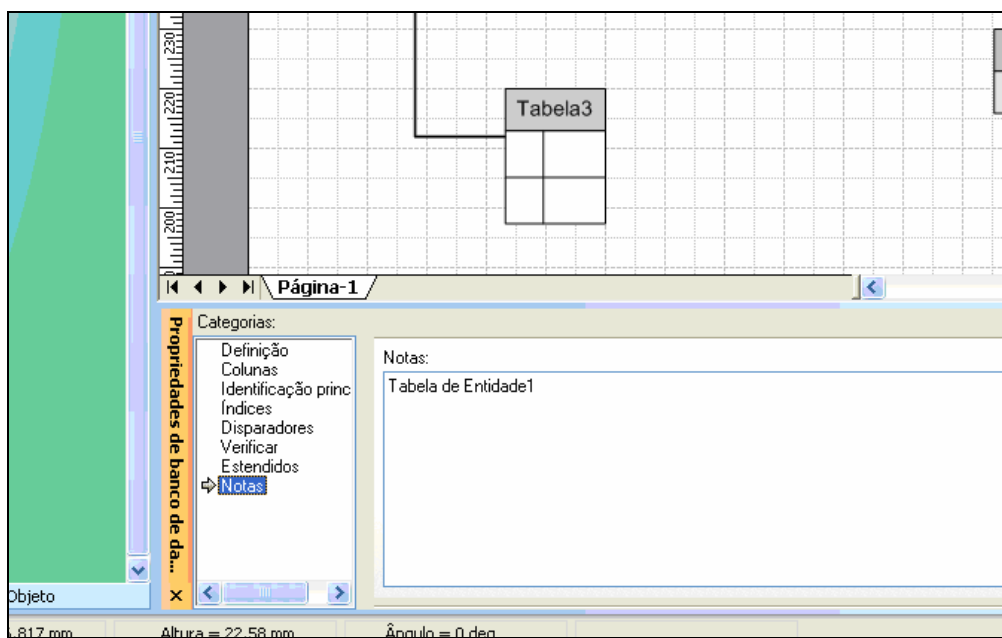 230
220
Tabela3
210
200
Página-1
Propriedades de banco de da...
Categorias:
Definição
Colunas
Identificação princ
Índices
Disparadores
Verificar
Estendidos
Notas
Notas:
Tabela de Entidade1
Objeto
.817 mm
Altura = 22.58 mm
Ângulo = 0 deg